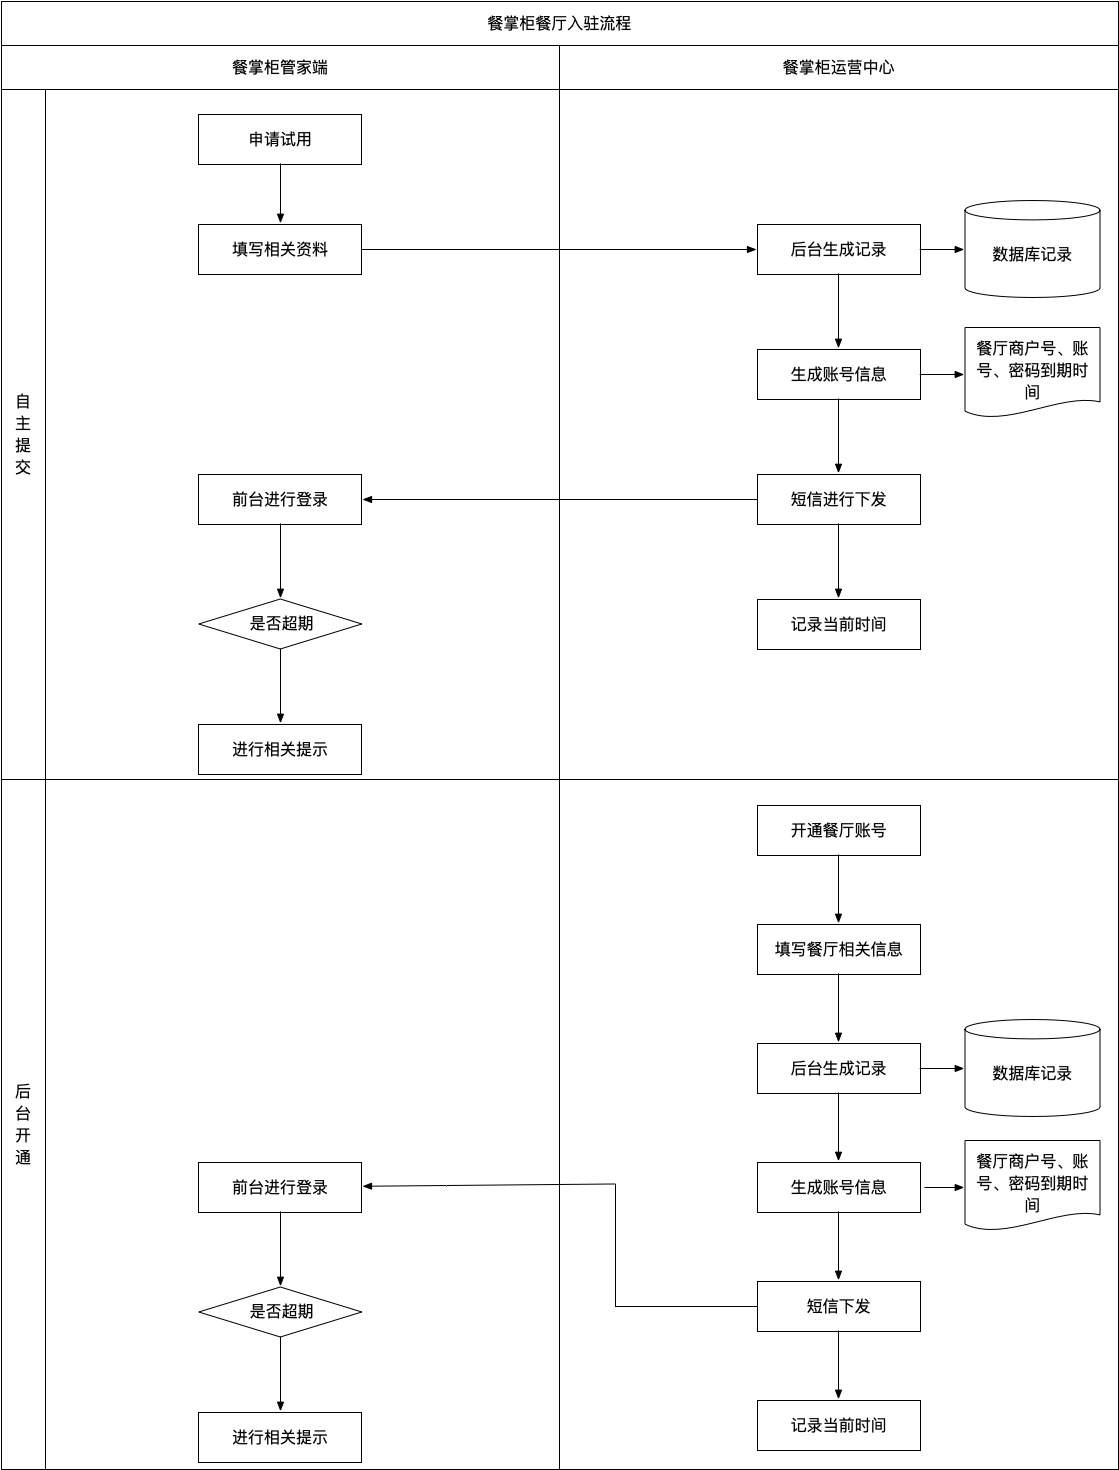 餐掌柜餐厅入驻流程
餐掌柜管家端
餐掌柜运营中心
自
主
提
交
申请试用
填写相关资料
后台生成记录
数据库记录
生成账号信息
餐厅商户号、账
号、密码到期时
间
前台进行登录
短信进行下发
是否超期
记录当前时间
进行相关提示
后
台
开
通
开通餐厅账号
填写餐厅相关信息
后台生成记录
数据库记录
前台进行登录
生成账号信息
餐厅商户号、账
号、密码到期时
间
是否超期
短信下发
进行相关提示
记录当前时间